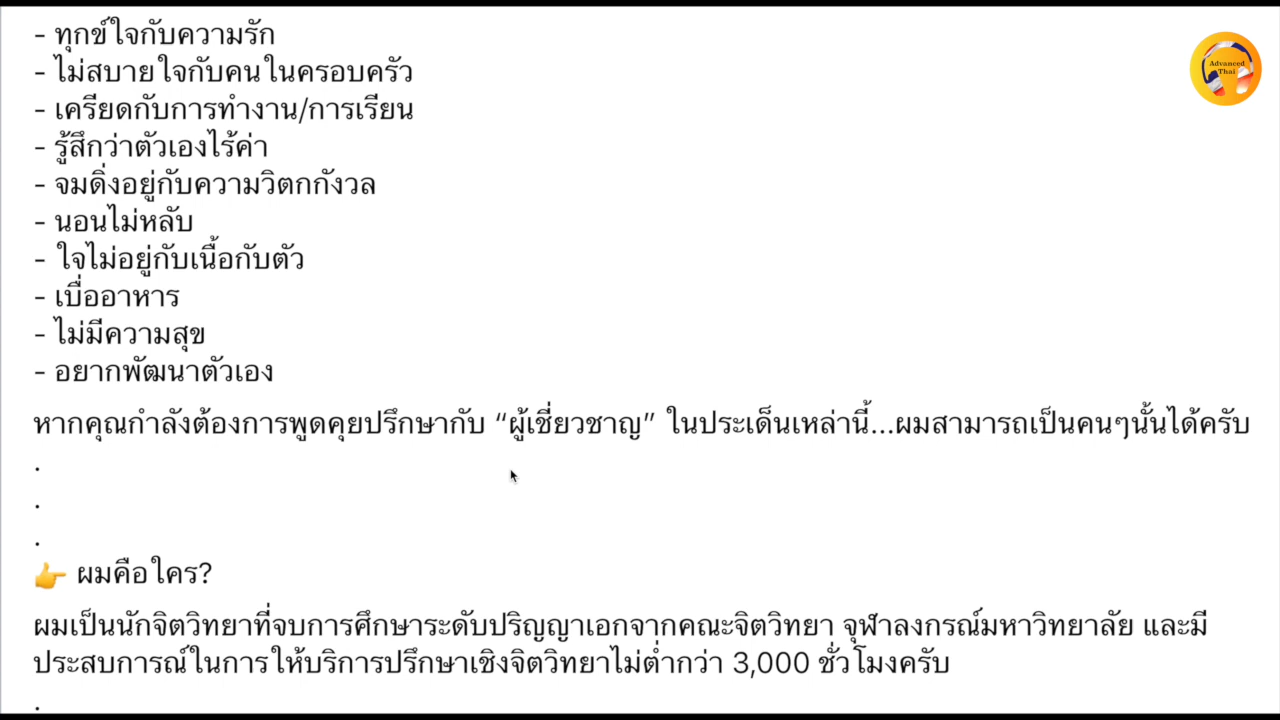 - ทุกข์ใจกับความรัก
- ไม่สบายใจกับคนในครอบครัว
- เครียดกับการทำงาน/การเรียน
- รู้สึกว่าตัวเองไร้ค่า
- จมดิ่งอยู่กับความวิตกกังวล
- นอนไม่หลับ
- ใจไม่อยู่กับเนื้อกับตัว
- เบื่ออาหาร
- ไม่มีความสุข
- อยากพัฒนาตัวเอง
หากคุณกำลังต้องการพูดคุยปรึกษากับ “ผู้เชี่ยวชาญ” ในประเด็นเหล่านี้...ผมสามารถเป็นคนๆนั้นได้ครับ
.
.
.
👉 ผมคือใคร?
ผมเป็นนักจิตวิทยาที่จบการศึกษาระดับปริญญาเอกจากคณะจิตวิทยา จุฬาลงกรณ์มหาวิทยาลัย และมี
ประสบการณ์ในการให้บริการปรึกษาเชิงจิตวิทยาไม่ต่ำกว่า 3,000 ชั่วโมงครับ
.
Advanced
Thai